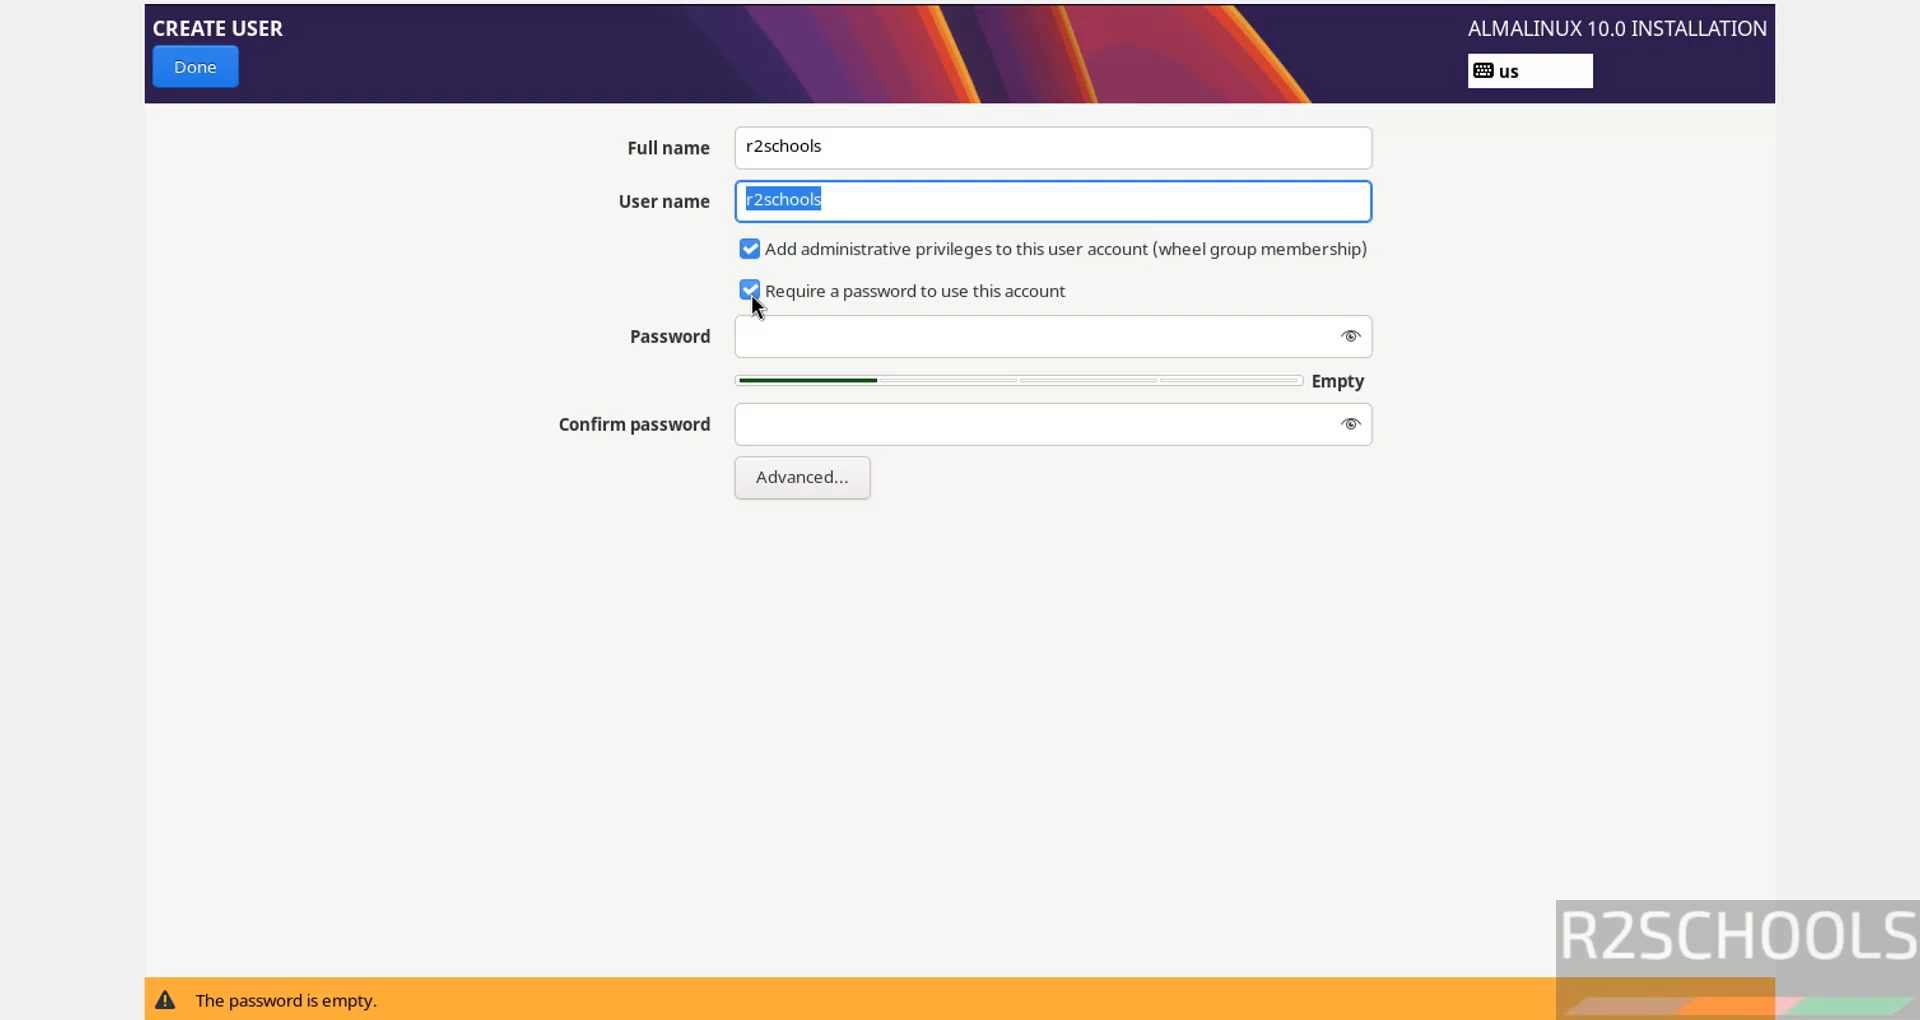 CREATE USER
ALMALINUX 10.0 INSTALLATION
Done
us
Full name
r2schools
User name
r2schools
Add administrative privileges to this user account (wheel group membership)
Require a password to use this account
Password
Empty
Confirm password
Advanced...
R2SCHOOLS
The password is empty.